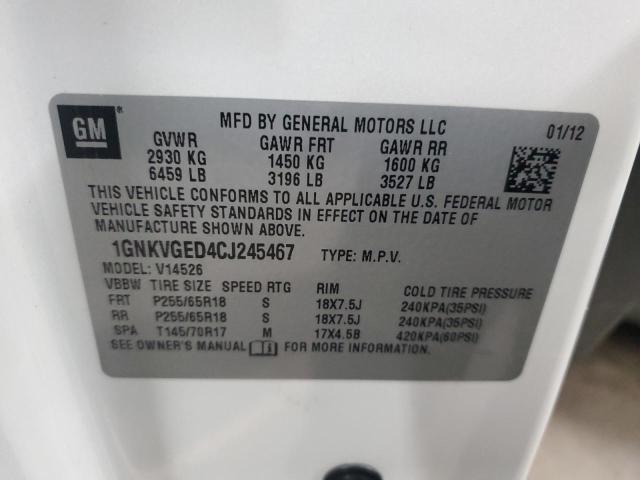 GM
®
MFD BY GENERAL MOTORS LLC
01/12
GVWR GAWR FRT GAWR RR
2930 KG 1450 KG 1600 KG
6459 LB 3196 LB 3527 LB
THIS VEHICLE CONFORMS TO ALL APPLICABLE U.S. FEDERAL MOTOR
VEHICLE SAFETY STANDARDS IN EFFECT ON THE DATE OF
MANUFACTURE SHOWN ABOVE.
1GNKVGED4CJ245467 TYPE: M.P.V.
MODEL: V14526
VBBW TIRE SIZE SPEED RTG RIM COLD TIRE PRESSURE
FRT P255/65R18 S 18X7.5J 240KPA(35PSI)
RR P255/65R18 S 18X7.5J 240KPA(35PSI)
SPA T145/70R17 M 17X4.5B 420KPA(60PSI)
SEE OWNER'S MANUAL FOR MORE INFORMATION.